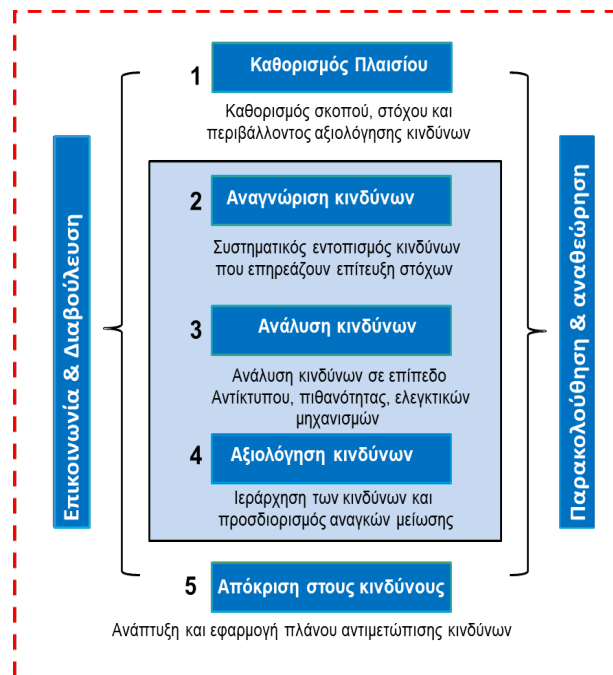 1 Καθορισμός Πλαισίου
Καθορισμός σκοπού, στόχου και
περιβάλλοντος αξιολόγησης κινδύνων
2 Αναγνώριση κινδύνων
Συστηματικός εντοπισμός κινδύνων
που επηρεάζουν επίτευξη στόχων
3 Ανάλυση κινδύνων
Ανάλυση κινδύνων σε επίπεδο
Αντίκτυπου, πιθανότητας, ελεγκτικών
μηχανισμών
4 Αξιολόγηση κινδύνων
Ιεράρχηση των κινδύνων και
προσδιορισμός αναγκών μείωσης
5 Απόκριση στους κινδύνους
Ανάπτυξη και εφαρμογή πλάνου αντιμετώπισης κινδύνων
Επικοινωνία & Διαβούλευση
Παρακολούθηση & αναθεώρηση